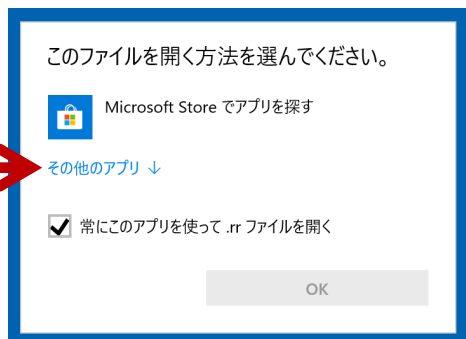 このファイルを開く方法を選んでください。
Microsoft Store でアプリを探す
その他のアプリ ↓
常にこのアプリを使って .rr ファイルを開く
OK